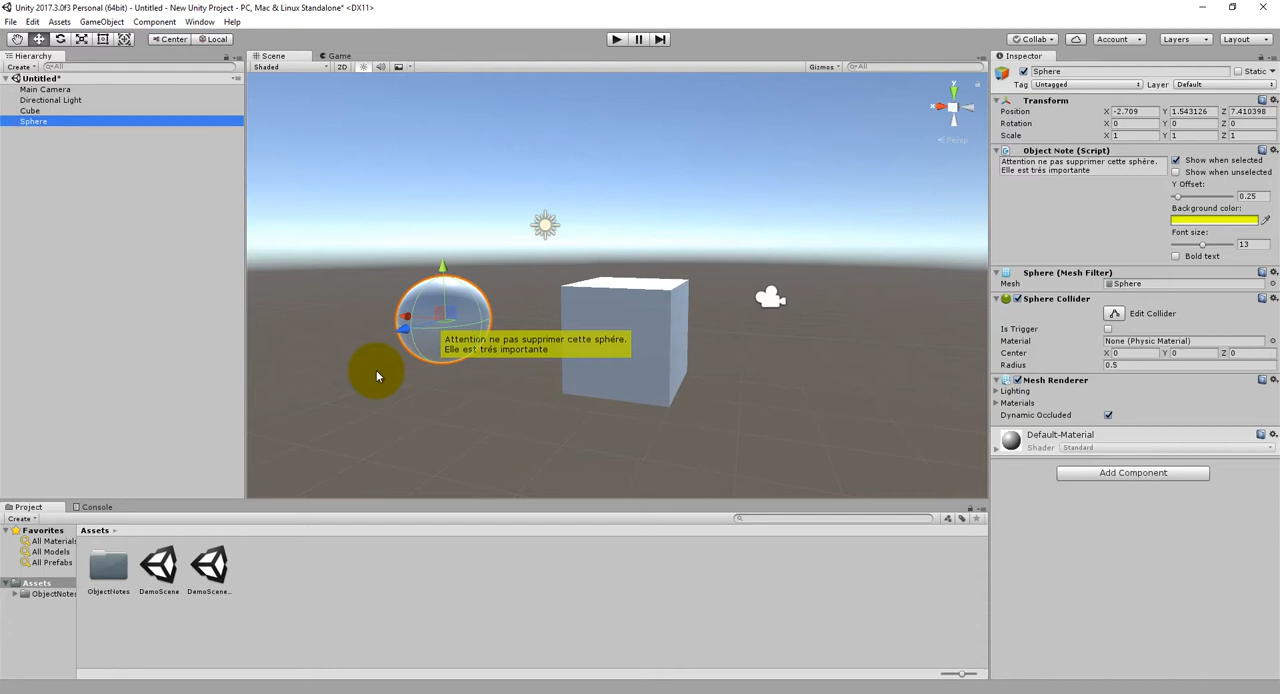 Unity 2017.3.0f3 Personal (64bit) - Untitled - New Unity Project - PC, Mac & Linux Standalone* <DX11>
File Edit Assets GameObject Component Window Help
Center Local
Collab Account Layers Layout
Hierarchy
Create All
Untitled*
Main Camera
Directional Light
Cube
Sphere
Scene Game
Shaded 2D Gizmos All
y
x
Persp
Attention ne pas supprimer cette sphére.
Elle est trés importante
Inspector
Sphere Static
Tag Untagged Layer Default
Transform
Position X -2.709 Y 1.543126 Z 7.410398
Rotation X 0 Y 0 Z 0
Scale X 1 Y 1 Z 1
Object Note (Script)
Attention ne pas supprimer cette sphére.
Elle est trés importante
Show when selected
Show when unselected
Y Offset:
0.25
Background color:
Font size:
13
Bold text
Sphere (Mesh Filter)
Mesh Sphere
Sphere Collider
Edit Collider
Is Trigger
Material None (Physic Material)
Center X 0 Y 0 Z 0
Radius 0.5
Mesh Renderer
Lighting
Materials
Dynamic Occluded
Default-Material
Shader Standard
Add Component
Project Console
Create
Favorites
All Materials
All Models
All Prefabs
Assets
ObjectNotes
Assets
ObjectNotes DemoScene DemoScene...